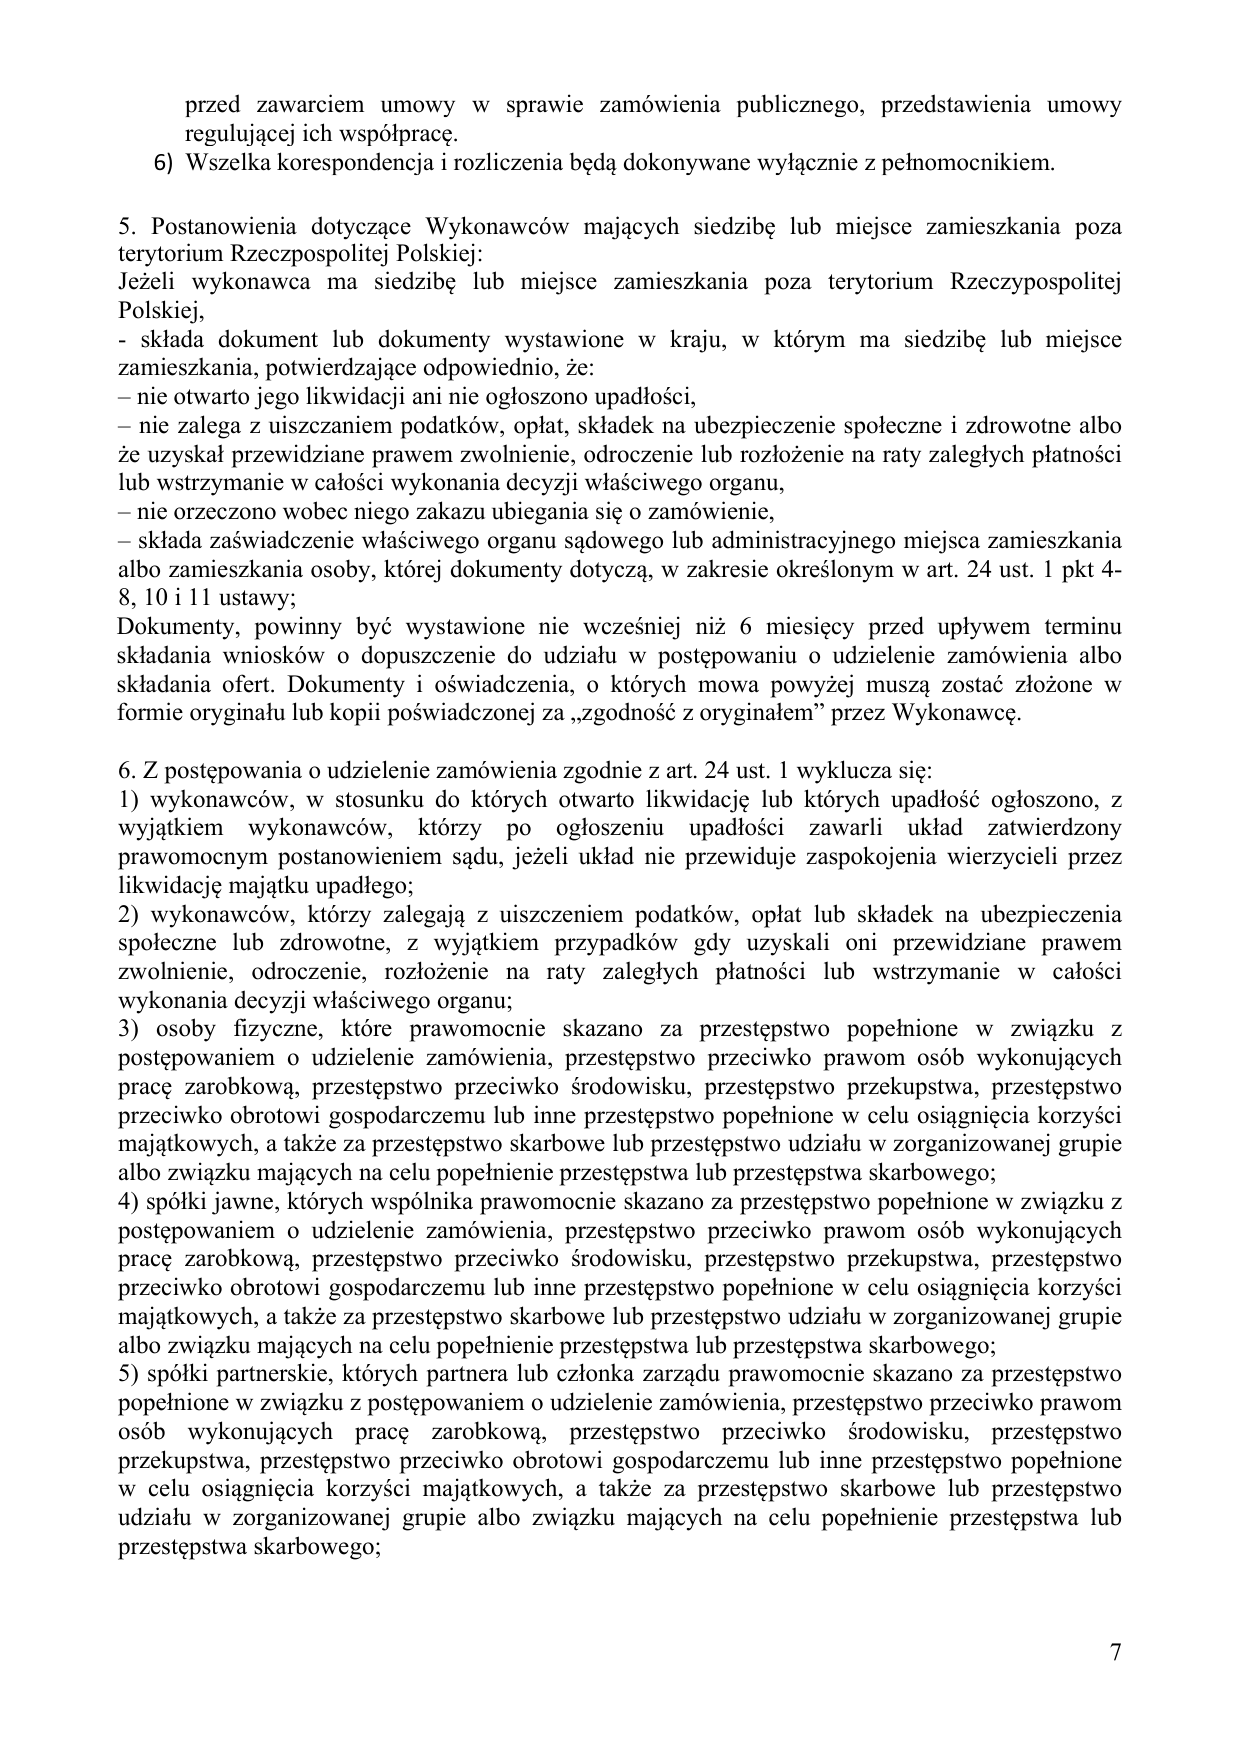 przed zawarciem umowy w sprawie zamówienia publicznego, przedstawienia umowy
regulującej ich współpracę.
6) Wszelka korespondencja i rozliczenia będą dokonywane wyłącznie z pełnomocnikiem.
5. Postanowienia dotyczące Wykonawców mających siedzibę lub miejsce zamieszkania poza
terytorium Rzeczpospolitej Polskiej:
Jeżeli wykonawca ma siedzibę lub miejsce zamieszkania poza terytorium Rzeczypospolitej
Polskiej,
- składa dokument lub dokumenty wystawione w kraju, w którym ma siedzibę lub miejsce
zamieszkania, potwierdzające odpowiednio, że:
– nie otwarto jego likwidacji ani nie ogłoszono upadłości,
– nie zalega z uiszczaniem podatków, opłat, składek na ubezpieczenie społeczne i zdrowotne albo
że uzyskał przewidziane prawem zwolnienie, odroczenie lub rozłożenie na raty zaległych płatności
lub wstrzymanie w całości wykonania decyzji właściwego organu,
– nie orzeczono wobec niego zakazu ubiegania się o zamówienie,
– składa zaświadczenie właściwego organu sądowego lub administracyjnego miejsca zamieszkania
albo zamieszkania osoby, której dokumenty dotyczą, w zakresie określonym w art. 24 ust. 1 pkt 4-
8, 10 i 11 ustawy;
Dokumenty, powinny być wystawione nie wcześniej niż 6 miesięcy przed upływem terminu
składania wniosków o dopuszczenie do udziału w postępowaniu o udzielenie zamówienia albo
składania ofert. Dokumenty i oświadczenia, o których mowa powyżej muszą zostać złożone w
formie oryginału lub kopii poświadczonej za „zgodność z oryginałem” przez Wykonawcę.
6. Z postępowania o udzielenie zamówienia zgodnie z art. 24 ust. 1 wyklucza się:
1) wykonawców, w stosunku do których otwarto likwidację lub których upadłość ogłoszono, z
wyjątkiem wykonawców, którzy po ogłoszeniu upadłości zawarli układ zatwierdzony
prawomocnym postanowieniem sądu, jeżeli układ nie przewiduje zaspokojenia wierzycieli przez
likwidację majątku upadłego;
2) wykonawców, którzy zalegają z uiszczeniem podatków, opłat lub składek na ubezpieczenia
społeczne lub zdrowotne, z wyjątkiem przypadków gdy uzyskali oni przewidziane prawem
zwolnienie, odroczenie, rozłożenie na raty zaległych płatności lub wstrzymanie w całości
wykonania decyzji właściwego organu;
3) osoby fizyczne, które prawomocnie skazano za przestępstwo popełnione w związku z
postępowaniem o udzielenie zamówienia, przestępstwo przeciwko prawom osób wykonujących
pracę zarobkową, przestępstwo przeciwko środowisku, przestępstwo przekupstwa, przestępstwo
przeciwko obrotowi gospodarczemu lub inne przestępstwo popełnione w celu osiągnięcia korzyści
majątkowych, a także za przestępstwo skarbowe lub przestępstwo udziału w zorganizowanej grupie
albo związku mających na celu popełnienie przestępstwa lub przestępstwa skarbowego;
4) spółki jawne, których wspólnika prawomocnie skazano za przestępstwo popełnione w związku z
postępowaniem o udzielenie zamówienia, przestępstwo przeciwko prawom osób wykonujących
pracę zarobkową, przestępstwo przeciwko środowisku, przestępstwo przekupstwa, przestępstwo
przeciwko obrotowi gospodarczemu lub inne przestępstwo popełnione w celu osiągnięcia korzyści
majątkowych, a także za przestępstwo skarbowe lub przestępstwo udziału w zorganizowanej grupie
albo związku mających na celu popełnienie przestępstwa lub przestępstwa skarbowego;
5) spółki partnerskie, których partnera lub członka zarządu prawomocnie skazano za przestępstwo
popełnione w związku z postępowaniem o udzielenie zamówienia, przestępstwo przeciwko prawom
osób wykonujących pracę zarobkową, przestępstwo przeciwko środowisku, przestępstwo
przekupstwa, przestępstwo przeciwko obrotowi gospodarczemu lub inne przestępstwo popełnione
w celu osiągnięcia korzyści majątkowych, a także za przestępstwo skarbowe lub przestępstwo
udziału w zorganizowanej grupie albo związku mających na celu popełnienie przestępstwa lub
przestępstwa skarbowego;
7